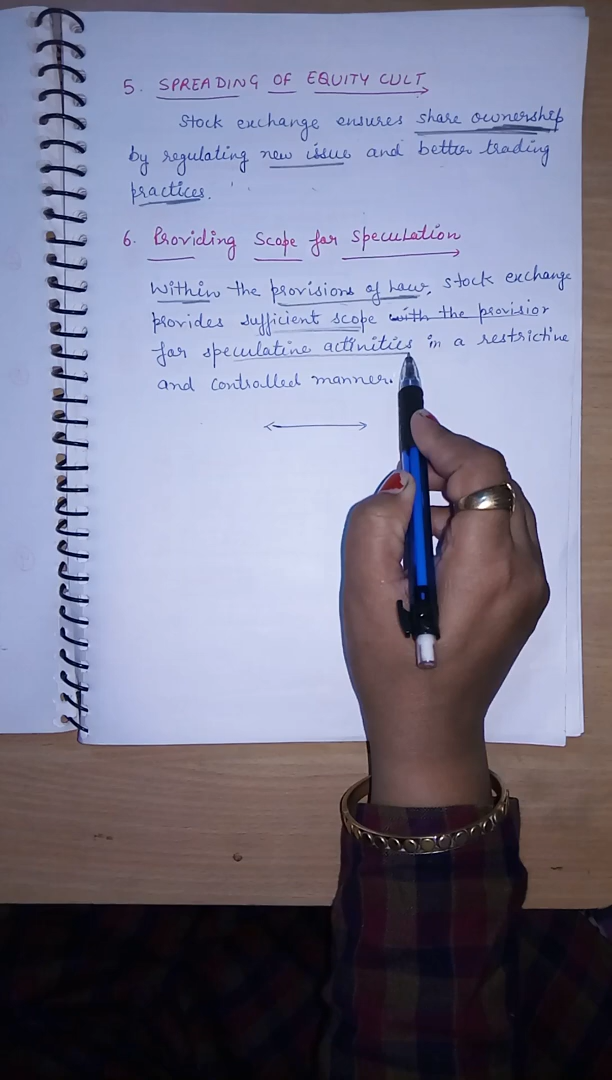 5. SPREADING OF EQUITY CULT
Stock exchange ensures share ownership
by regulating new issue and better trading
practices.
6. Providing Scope for Speculation
Within the provisions of Law, stock exchange
provides sufficient scope with the provision
for speculative activities in a restrictive
and controlled manner.